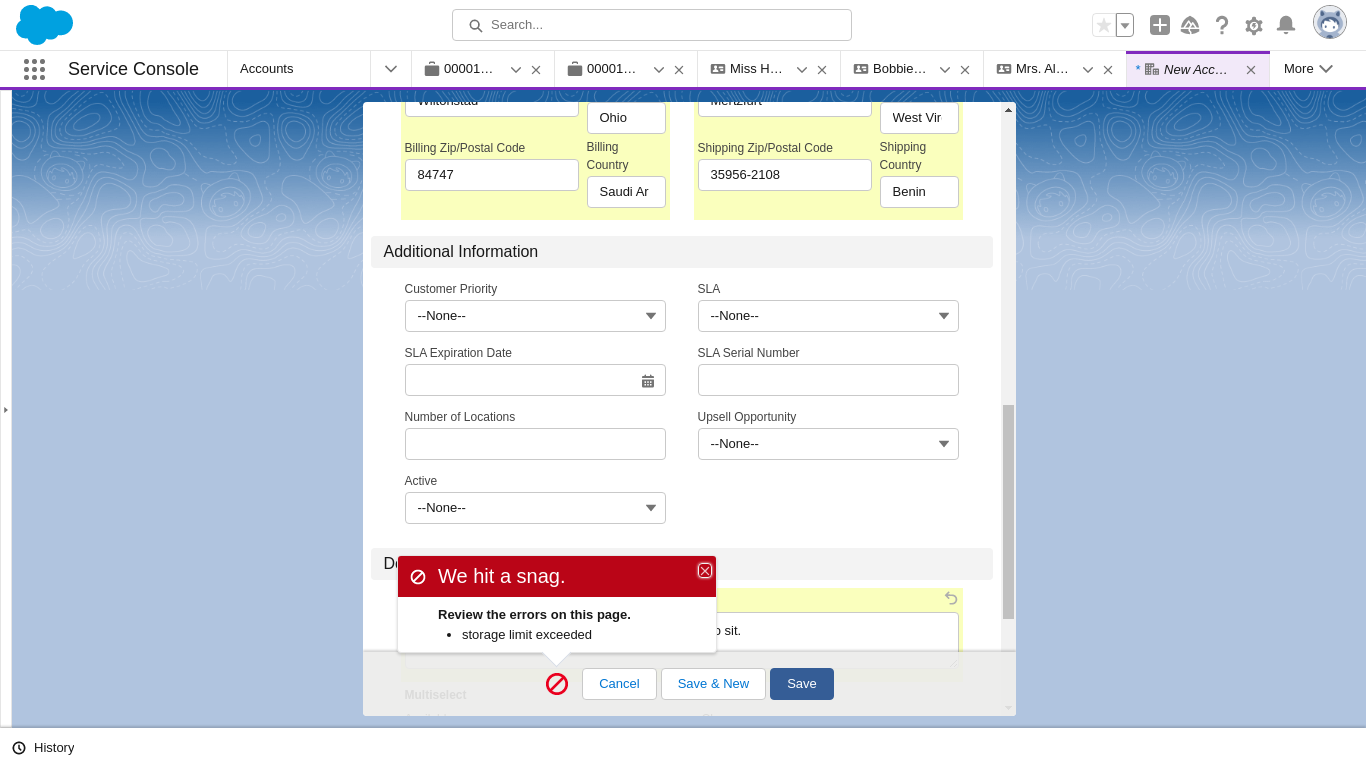 Search...
Service Console
Accounts
00001...
00001...
Miss H...
Bobbie...
Mrs. Al...
* New Acc...
More
Wiltonstad
Ohio
Mertzfurt
West Vir
Billing Zip/Postal Code
84747
Billing
Country
Saudi Ar
Shipping Zip/Postal Code
35956-2108
Shipping
Country
Benin
Additional Information
Customer Priority
--None--
SLA
--None--
SLA Expiration Date
SLA Serial Number
Number of Locations
Upsell Opportunity
--None--
Active
--None--
We hit a snag.
Review the errors on this page.
• storage limit exceeded
sit.
Cancel
Save & New
Save
Multiselect
History